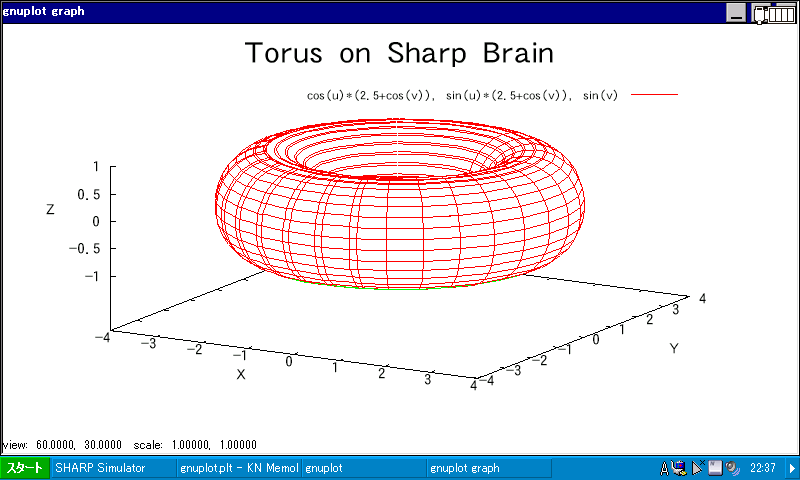 gnuplot graph
Torus on Sharp Brain
cos(u)*(2.5+cos(v)), sin(u)*(2.5+cos(v)), sin(v)
1
0.5
Z
0
-0.5
-1
-4
-3
-2
-1
0
1
2
3
4
X
-4
-3
-2
-1
0
1
2
3
4
Y
view: 60.0000, 30.0000 scale: 1.00000, 1.00000
スタート SHARP Simulator gnuplot.plt - KN Memol gnuplot gnuplot graph A 22:37